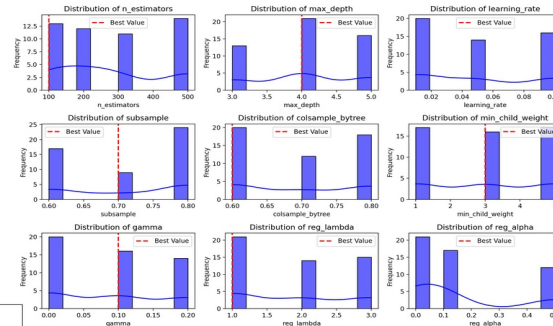 Distribution of n_estimators
Best Value
Frequency
12.5
10.0
7.5
5.0
2.5
0.0
100 200 300 400 500
n_estimators
Distribution of max_depth
Best Value
Frequency
20
15
10
5
0
3.0 3.5 4.0 4.5 5.0
max_depth
Distribution of learning_rate
Best Value
Frequency
20
15
10
5
0
0.02 0.04 0.06 0.08
learning_rate
Distribution of subsample
Best Value
Frequency
25
20
15
10
5
0
0.60 0.65 0.70 0.75 0.80
subsample
Distribution of colsample_bytree
Best Value
Frequency
20
15
10
5
0
0.60 0.65 0.70 0.75 0.80
colsample_bytree
Distribution of min_child_weight
Best Value
Frequency
15
10
5
0
1 2 3 4
min_child_weight
Distribution of gamma
Best Value
Frequency
20
15
10
5
0
0.00 0.05 0.10 0.15 0.20
gamma
Distribution of reg_lambda
Best Value
Frequency
20
15
10
5
0
1.0 1.5 2.0 2.5 3.0
reg_lambda
Distribution of reg_alpha
Best Value
Frequency
20
15
10
5
0
0.0 0.1 0.2 0.3 0.4
reg_alpha